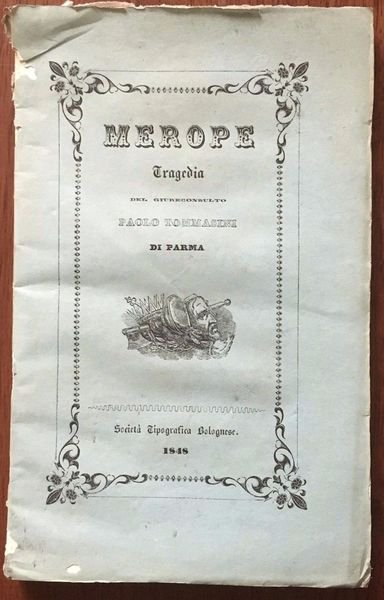 MEROPE
Tragedia
DEL GIURECONSULTO
PAOLO TOMMASINI
DI PARMA
Società Tipografica Bolognese.
1848